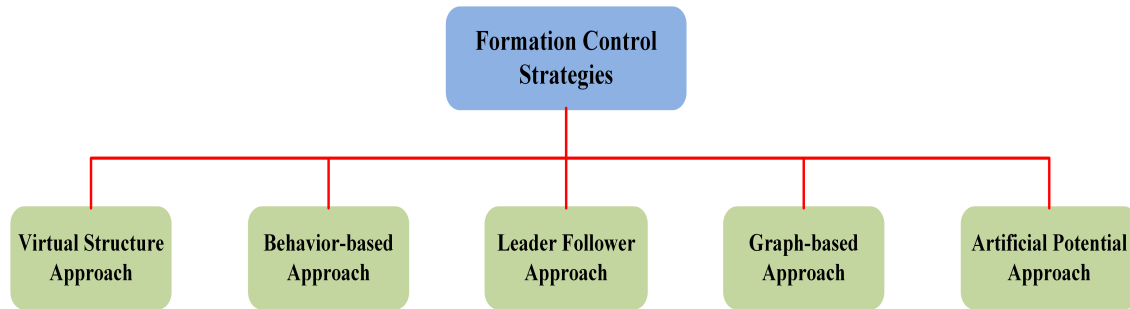 Formation Control
Strategies
Virtual Structure
Approach
Behavior-based
Approach
Leader Follower
Approach
Graph-based
Approach
Artificial Potential
Approach